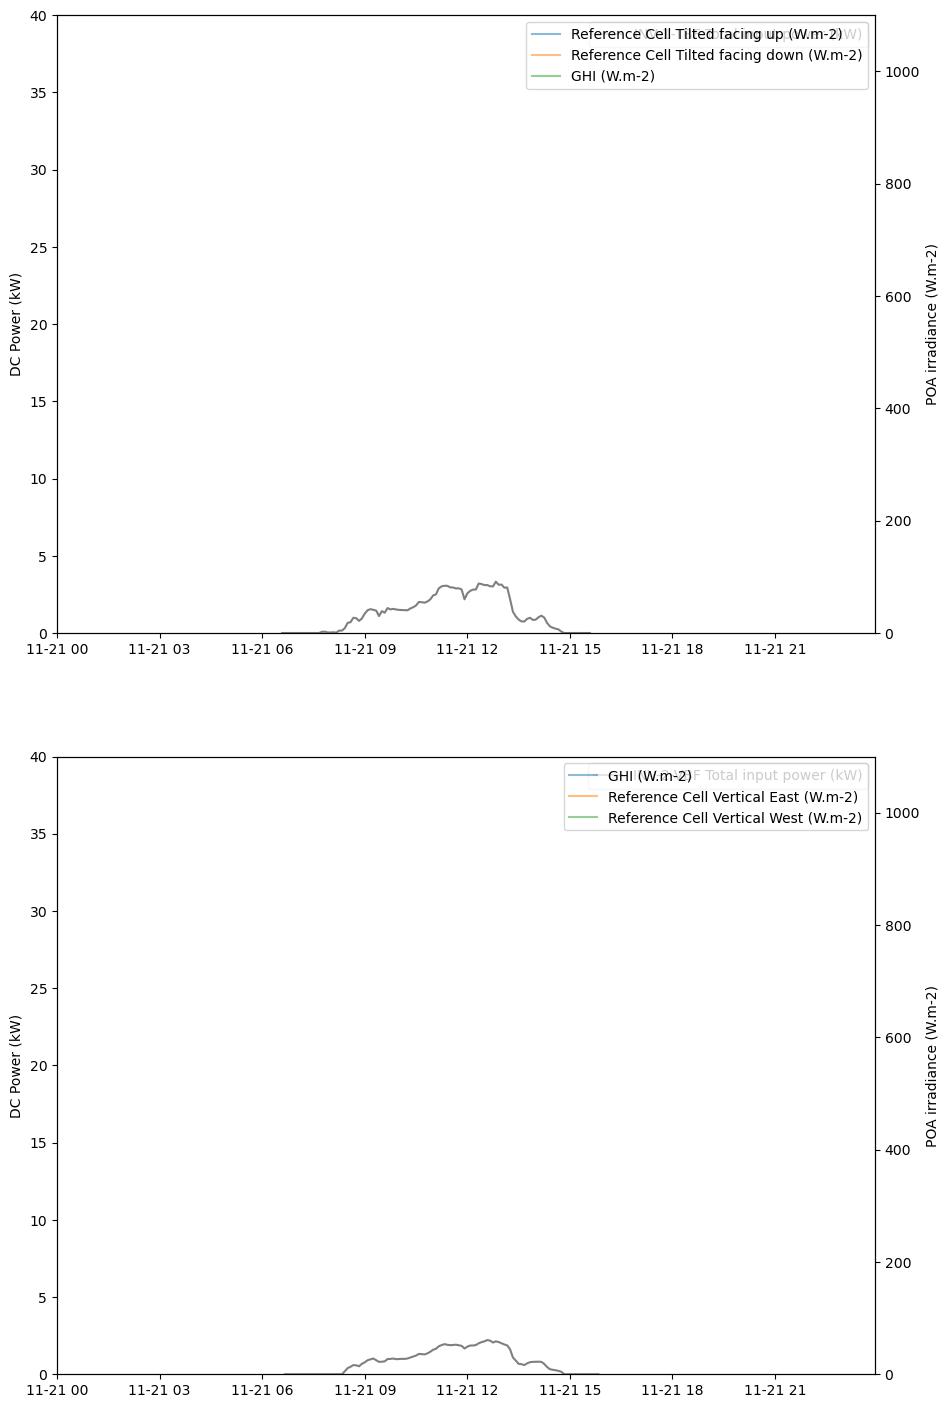 40
35
30
25
20
15
10
5
0
DC Power (kW)
Reference Cell Tilted facing up (W.m-2)
Reference Cell Tilted facing down (W.m-2)
GHI (W.m-2)
1000
800
600
400
200
0
POA irradiance (W.m-2)
11-21 00 11-21 03 11-21 06 11-21 09 11-21 12 11-21 15 11-21 18 11-21 21
40
35
30
25
20
15
10
5
0
DC Power (kW)
GHI (W.m-2)
Total input power (kW)
Reference Cell Vertical East (W.m-2)
Reference Cell Vertical West (W.m-2)
1000
800
600
400
200
0
POA irradiance (W.m-2)
11-21 00 11-21 03 11-21 06 11-21 09 11-21 12 11-21 15 11-21 18 11-21 21